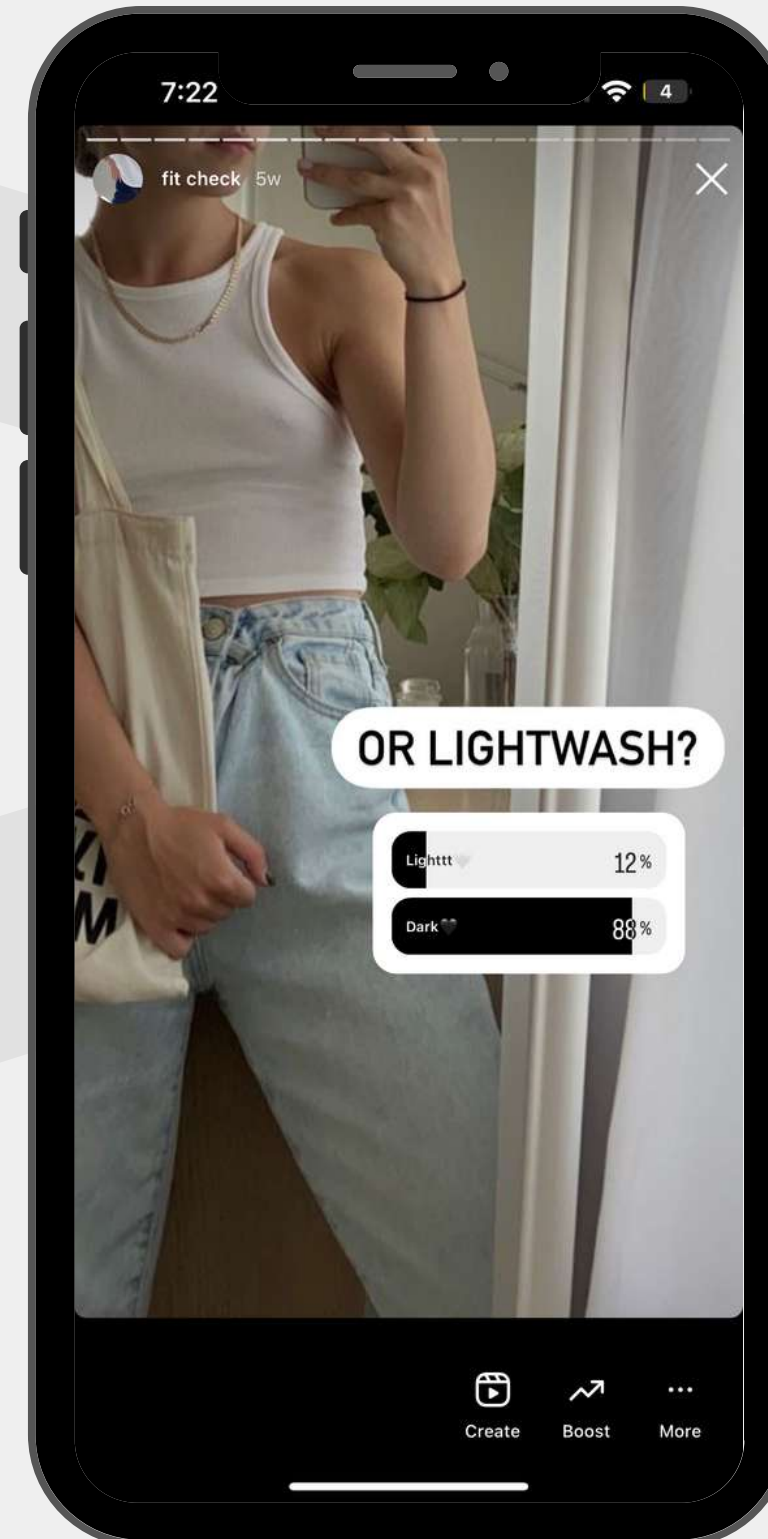 7:22
4
fit check 5w
OR LIGHTWASH?
Lighttt🤍 12%
Dark🖤 88%
Create Boost More